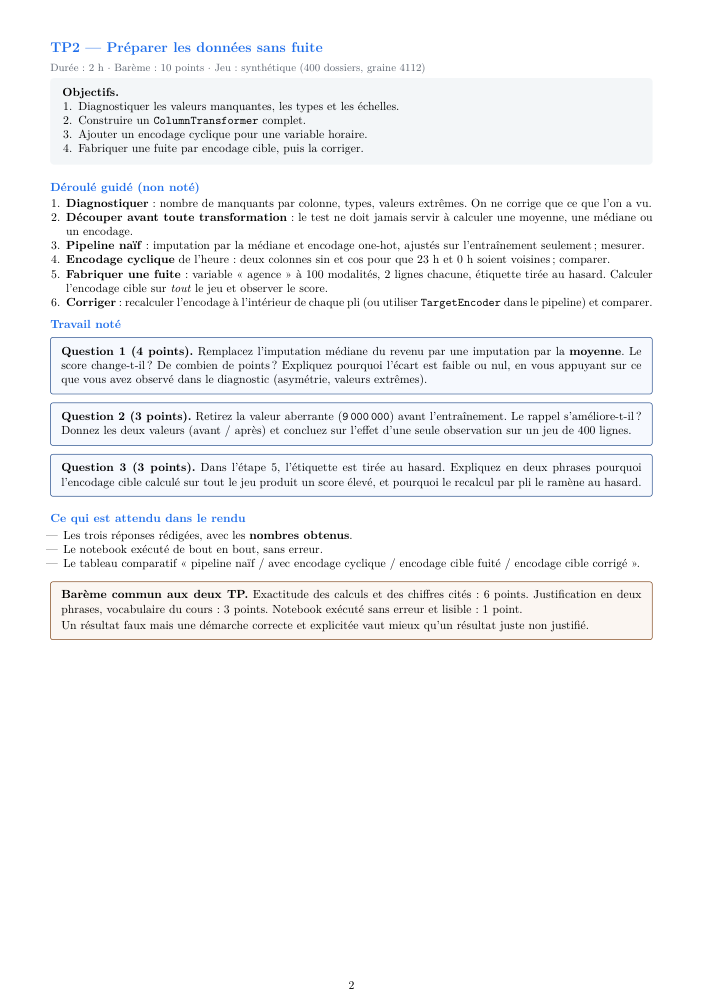 TP2 — Préparer les données sans fuite
Durée : 2 h · Barème : 10 points · Jeu : synthétique (400 dossiers, graine 4112)
Objectifs.
1. Diagnostiquer les valeurs manquantes, les types et les échelles.
2. Construire un ColumnTransformer complet.
3. Ajouter un encodage cyclique pour une variable horaire.
4. Fabriquer une fuite par encodage cible, puis la corriger.
Déroulé guidé (non noté)
1. Diagnostiquer : nombre de manquants par colonne, types, valeurs extrêmes. On ne corrige que ce que l'on a vu.
2. Découper avant toute transformation : le test ne doit jamais servir à calculer une moyenne, une médiane ou
un encodage.
3. Pipeline naïf : imputation par la médiane et encodage one-hot, ajustés sur l'entraînement seulement ; mesurer.
4. Encodage cyclique de l'heure : deux colonnes sin et cos pour que 23 h et 0 h soient voisines ; comparer.
5. Fabriquer une fuite : variable « agence » à 100 modalités, 2 lignes chacune, étiquette tirée au hasard. Calculer
l'encodage cible sur tout le jeu et observer le score.
6. Corriger : recalculer l'encodage à l'intérieur de chaque pli (ou utiliser TargetEncoder dans le pipeline) et comparer.
Travail noté
Question 1 (4 points). Remplacez l'imputation médiane du revenu par une imputation par la moyenne. Le
score change-t-il ? De combien de points ? Expliquez pourquoi l'écart est faible ou nul, en vous appuyant sur ce
que vous avez observé dans le diagnostic (asymétrie, valeurs extrêmes).
Question 2 (3 points). Retirez la valeur aberrante (9 000 000) avant l'entraînement. Le rappel s'améliore-t-il ?
Donnez les deux valeurs (avant / après) et concluez sur l'effet d'une seule observation sur un jeu de 400 lignes.
Question 3 (3 points). Dans l'étape 5, l'étiquette est tirée au hasard. Expliquez en deux phrases pourquoi
l'encodage cible calculé sur tout le jeu produit un score élevé, et pourquoi le recalcul par pli le ramène au hasard.
Ce qui est attendu dans le rendu
— Les trois réponses rédigées, avec les nombres obtenus.
— Le notebook exécuté de bout en bout, sans erreur.
— Le tableau comparatif « pipeline naïf / avec encodage cyclique / encodage cible fuité / encodage cible corrigé ».
Barème commun aux deux TP. Exactitude des calculs et des chiffres cités : 6 points. Justification en deux
phrases, vocabulaire du cours : 3 points. Notebook exécuté sans erreur et lisible : 1 point.
Un résultat faux mais une démarche correcte et explicitée vaut mieux qu'un résultat juste non justifié.
2